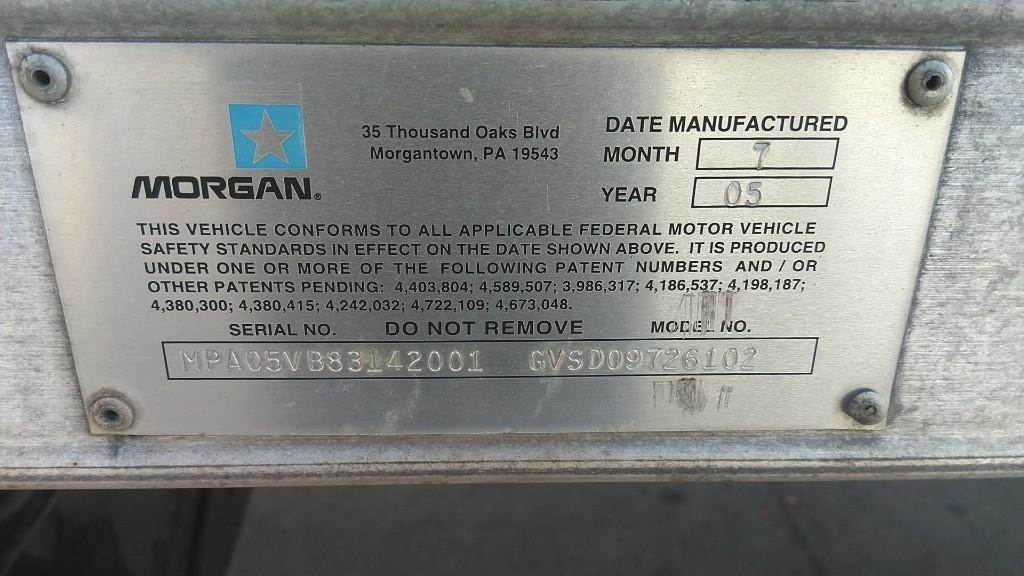 35 Thousand Oaks Blvd
Morgantown, PA 19543
MORGAN®
DATE MANUFACTURED
MONTH 7
YEAR 05
THIS VEHICLE CONFORMS TO ALL APPLICABLE FEDERAL MOTOR VEHICLE
SAFETY STANDARDS IN EFFECT ON THE DATE SHOWN ABOVE. IT IS PRODUCED
UNDER ONE OR MORE OF THE FOLLOWING PATENT NUMBERS AND / OR
OTHER PATENTS PENDING: 4,403,804; 4,589,507; 3,986,317; 4,186,537; 4,198,187;
4,380,300; 4,380,415; 4,242,032; 4,722,109; 4,673,048.
SERIAL NO. DO NOT REMOVE MODEL NO.
MPA05VB83142001 GVSD09726102